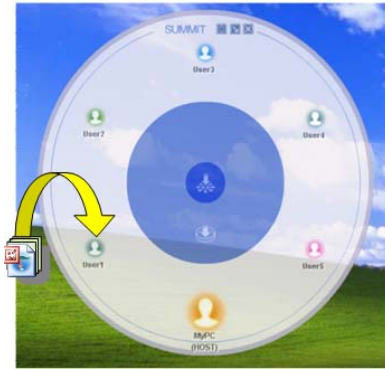 SUMMIT
User3
User2
User4
User1
User5
MyPC
(HOST)